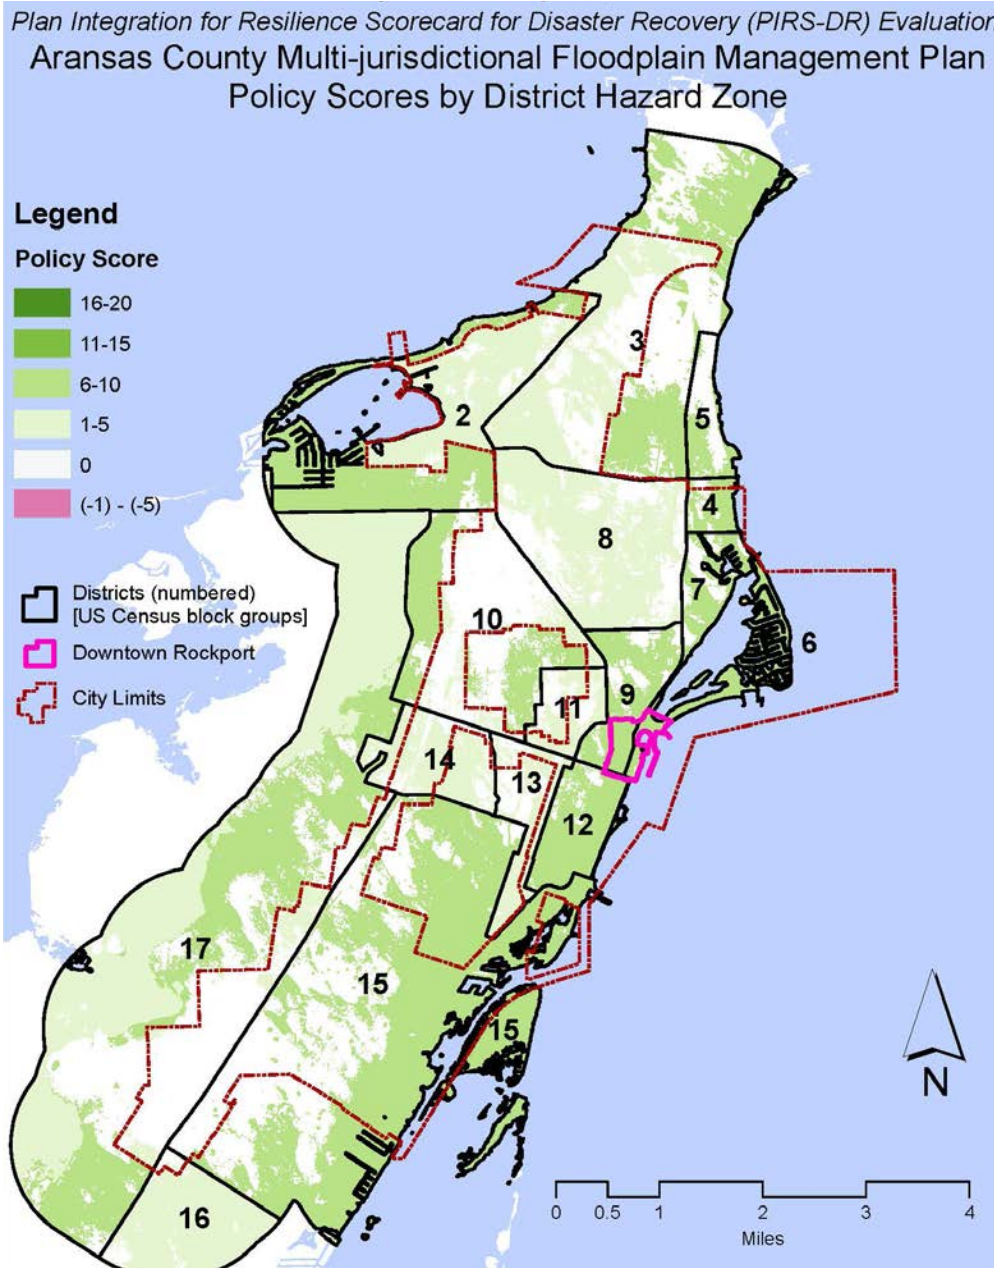 Plan Integration for Resilience Scorecard for Disaster Recovery (PIRS-DR) Evaluation
Aransas County Multi-jurisdictional Floodplain Management Plan
Policy Scores by District Hazard Zone
Legend
Policy Score
16-20
11-15
6-10
1-5
0
(-1) - (-5)
Districts (numbered)
[US Census block groups]
Downtown Rockport
City Limits
3
2
5
4
8
7
6
10
9
11
14
13
12
17
15
15
16
N
0 0.5 1 2 3 4
Miles